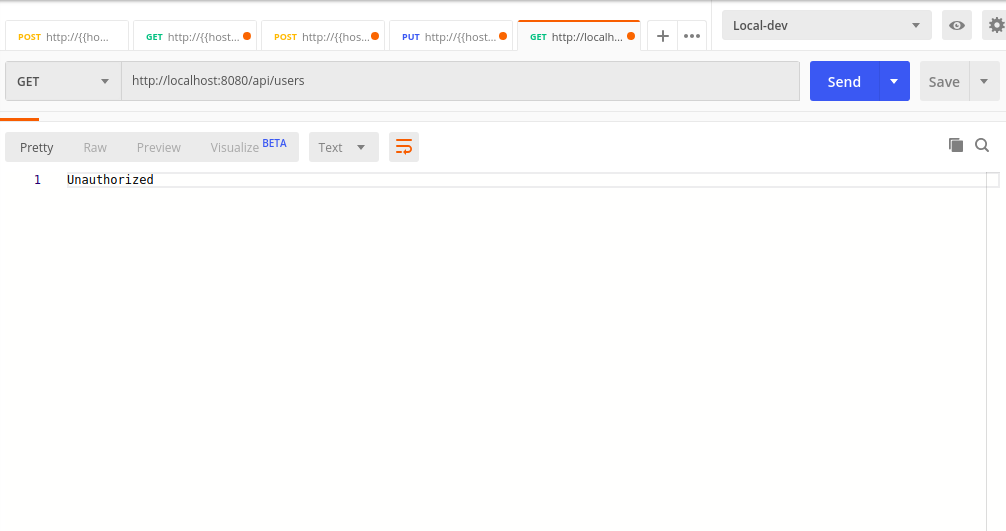 Local-dev
POST http://{{ho...
GET http://{{host...
POST http://{{hos...
PUT http://{{host...
GET http://localh...
GET http://localhost:8080/api/users Send Save
Pretty Raw Preview Visualize BETA Text
1 Unauthorized